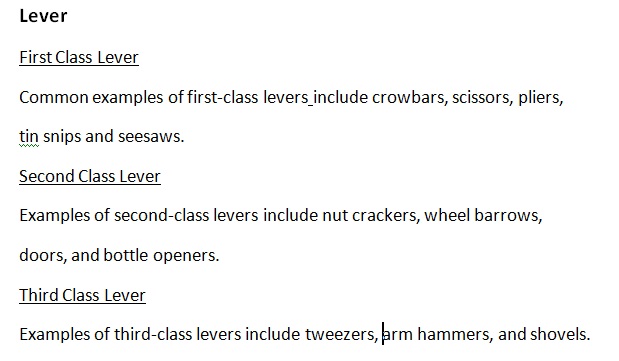 Lever
First Class Lever
Common examples of first-class levers include crowbars, scissors, pliers,
tin snips and seesaws.
Second Class Lever
Examples of second-class levers include nut crackers, wheel barrows,
doors, and bottle openers.
Third Class Lever
Examples of third-class levers include tweezers, arm hammers, and shovels.